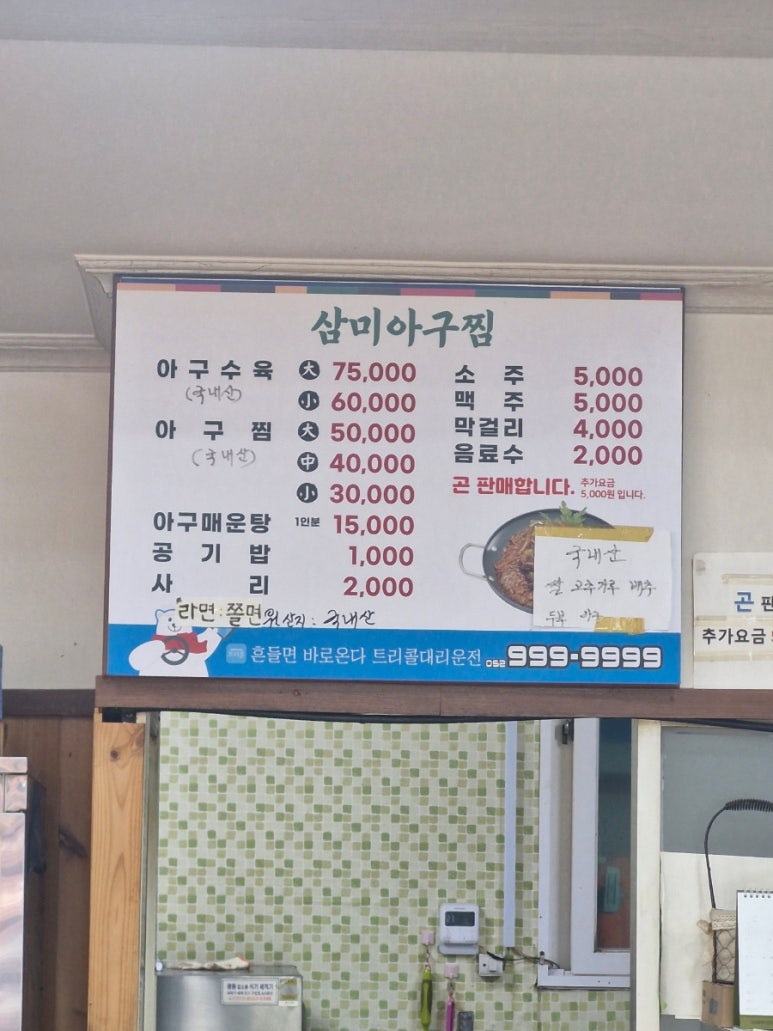 삼미아구찜
아구수육 大 75,000
(국내산) 小 60,000
아구찜 大 50,000
(국내산) 中 40,000
小 30,000
아구매운탕 1인분 15,000
공기밥 1,000
사리 2,000
라면 : 쫄면 원산지 : 국내산
소주 5,000
맥주 5,000
막걸리 4,000
음료수 2,000
곤 판매합니다. 추가요금
5,000원 입니다.
국내산
쌀 고추가루 배추
두부
흔들면 바로온다 트리콜대리운전 052 999-9999
곤 판
추가요금